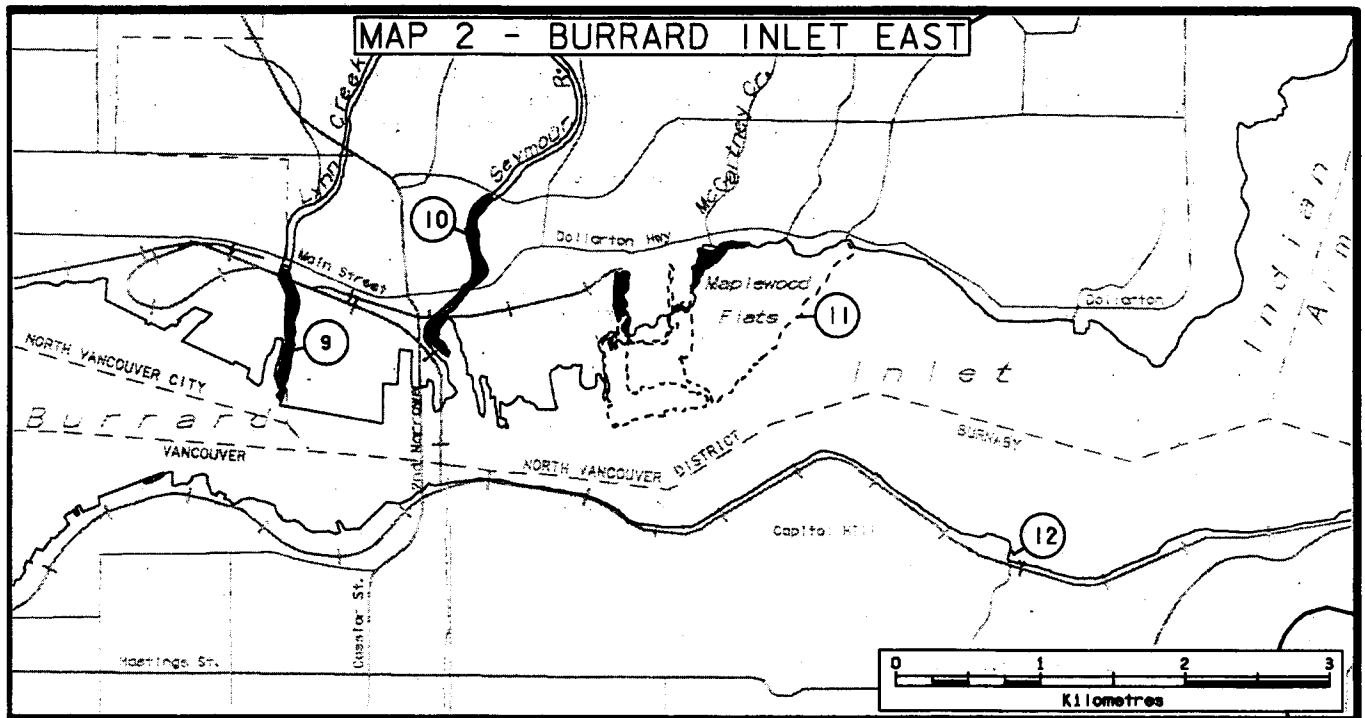 MAP 2 - BURRARD INLET EAST
Lynn Creek
Seymour R.
McCartney Cr.
Indian Arm
10
Dollarton Hwy
Main Street
Maplewood Flats
11
Dollarton
9
NORTH VANCOUVER CITY
Burrard
Inlet
VANCOUVER
2nd Narrows
NORTH VANCOUVER DISTRICT
BURNABY
Capitol Hill
12
Cassiar St.
Hastings St.
0 1 2 3
Kilometres